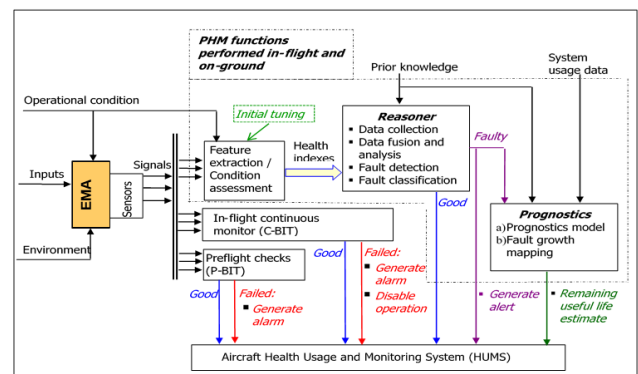 PHM functions
performed in-flight and
on-ground
Prior knowledge
System
usage data
Operational condition
Initial tuning
Reasoner
▪ Data collection
▪ Data fusion and
analysis
▪ Fault detection
▪ Fault classification
Faulty
Feature
extraction /
Condition
assessment
Health
indexes
Signals
Inputs
EMA
Sensors
Good
In-flight continuous
monitor (C-BIT)
Prognostics
a)Prognostics model
b)Fault growth
mapping
Environment
Preflight checks
(P-BIT)
Good
Failed:
▪ Generate
alarm
▪ Disable
operation
Good
Failed:
▪ Generate
alarm
▪ Generate
alert
▪ Remaining
useful life
estimate
Aircraft Health Usage and Monitoring System (HUMS)